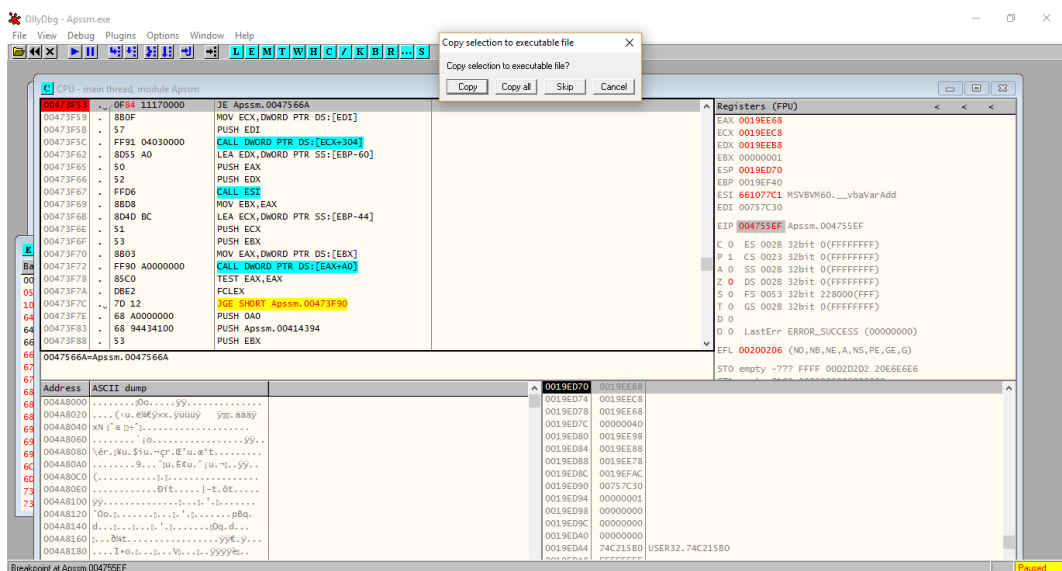 OllyDbg - Apssm.exe
File View Debug Plugins Options Window Help
L E M T W H C / K B R ... S
Copy selection to executable file
Copy selection to executable file?
Copy Copy all Skip Cancel
C CPU - main thread, module Apssm
00473F53 . 0F84 11170000 JE Apssm.0047566A
00473F59 . 8B0F MOV ECX,DWORD PTR DS:[EDI]
00473F5B . 57 PUSH EDI
00473F5C . FF91 04030000 CALL DWORD PTR DS:[ECX+304]
00473F62 . 8D55 A0 LEA EDX,DWORD PTR SS:[EBP-60]
00473F65 . 50 PUSH EAX
00473F66 . 52 PUSH EDX
00473F67 . FFD6 CALL ESI
00473F69 . 8BD8 MOV EBX,EAX
00473F6B . 8D4D BC LEA ECX,DWORD PTR SS:[EBP-44]
00473F6E . 51 PUSH ECX
00473F6F . 53 PUSH EBX
00473F70 . 8B03 MOV EAX,DWORD PTR DS:[EBX]
00473F72 . FF90 A0000000 CALL DWORD PTR DS:[EAX+A0]
00473F78 . 85C0 TEST EAX,EAX
00473F7A . DBE2 FCLEX
00473F7C . 7D 12 JGE SHORT Apssm.00473F90
00473F7E . 68 A0000000 PUSH 0A0
00473F83 . 68 94434100 PUSH Apssm.00414394
00473F88 . 53 PUSH EBX
0047566A=Apssm.0047566A
Registers (FPU) < < <
EAX 0019EE68
ECX 0019EEC8
EDX 0019EEB8
EBX 00000001
ESP 0019ED70
EBP 0019EF40
ESI 661077C1 MSVBVM60.__vbaVarAdd
EDI 00757C30
EIP 004755EF Apssm.004755EF
C 0 ES 002B 32bit 0(FFFFFFFF)
P 1 CS 0023 32bit 0(FFFFFFFF)
A 0 SS 002B 32bit 0(FFFFFFFF)
Z 0 DS 002B 32bit 0(FFFFFFFF)
S 0 FS 0053 32bit 228000(FFF)
T 0 GS 002B 32bit 0(FFFFFFFF)
D 0
O 0 LastErr ERROR_SUCCESS (00000000)
EFL 00200206 (NO,NB,NE,A,NS,PE,GE,G)
ST0 empty -??? FFFF 00D2D2D2 20E6E6E6
Address ASCII dump
004A8000
004A8020
004A8040
004A8060
004A8080
004A80A0
004A80C0
004A80E0
004A8100
004A8120
004A8140
004A8160
004A8180
0019ED70 0019EEB8
0019ED74 0019EEC8
0019ED78 0019EE68
0019ED7C 00000040
0019ED80 0019EE98
0019ED84 0019EE88
0019ED88 0019EE78
0019ED8C 0019EFAC
0019ED90 00757C30
0019ED94 00000001
0019ED98 00000000
0019ED9C 00000000
0019EDA0 00000000
0019EDA4 74C215B0 USER32.74C215B0
Breakpoint at Apssm.004755EF
Paused